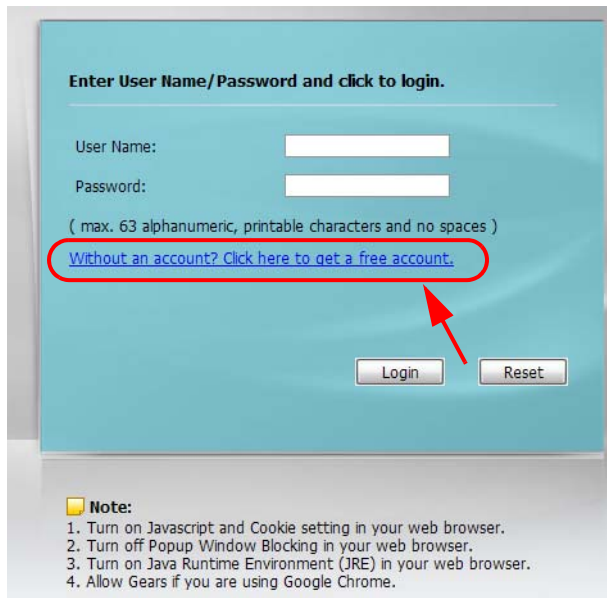 Enter User Name/Password and click to login.
User Name:
Password:
( max. 63 alphanumeric, printable characters and no spaces )
Without an account? Click here to get a free account.
Login Reset
Note:
1. Turn on Javascript and Cookie setting in your web browser.
2. Turn off Popup Window Blocking in your web browser.
3. Turn on Java Runtime Environment (JRE) in your web browser.
4. Allow Gears if you are using Google Chrome.